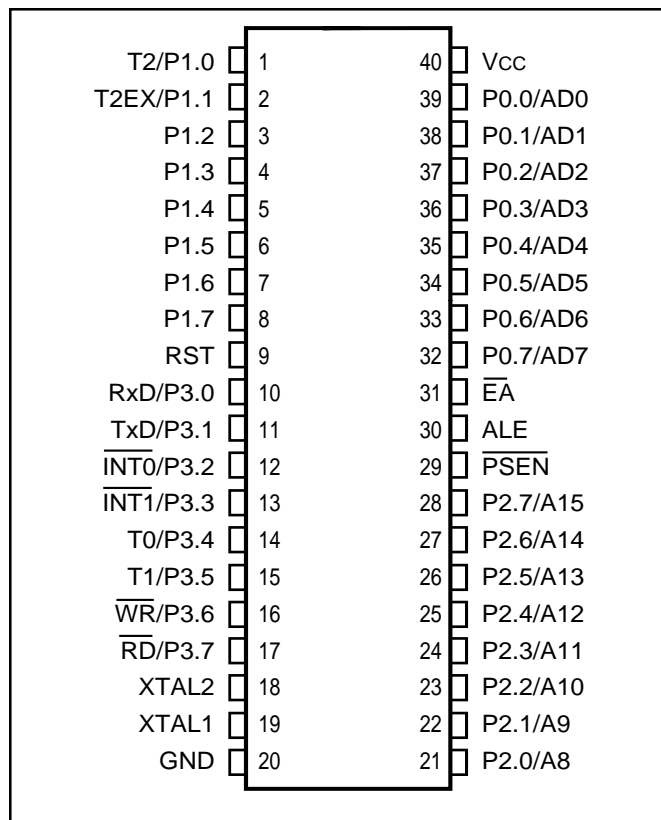 T2/P1.0 1 40 Vcc
T2EX/P1.1 2 39 P0.0/AD0
P1.2 3 38 P0.1/AD1
P1.3 4 37 P0.2/AD2
P1.4 5 36 P0.3/AD3
P1.5 6 35 P0.4/AD4
P1.6 7 34 P0.5/AD5
P1.7 8 33 P0.6/AD6
RST 9 32 P0.7/AD7
RxD/P3.0 10 31 E̅A̅
TxD/P3.1 11 30 ALE
I̅N̅T̅0̅/P3.2 12 29 P̅S̅E̅N̅
I̅N̅T̅1̅/P3.3 13 28 P2.7/A15
T0/P3.4 14 27 P2.6/A14
T1/P3.5 15 26 P2.5/A13
W̅R̅/P3.6 16 25 P2.4/A12
R̅D̅/P3.7 17 24 P2.3/A11
XTAL2 18 23 P2.2/A10
XTAL1 19 22 P2.1/A9
GND 20 21 P2.0/A8